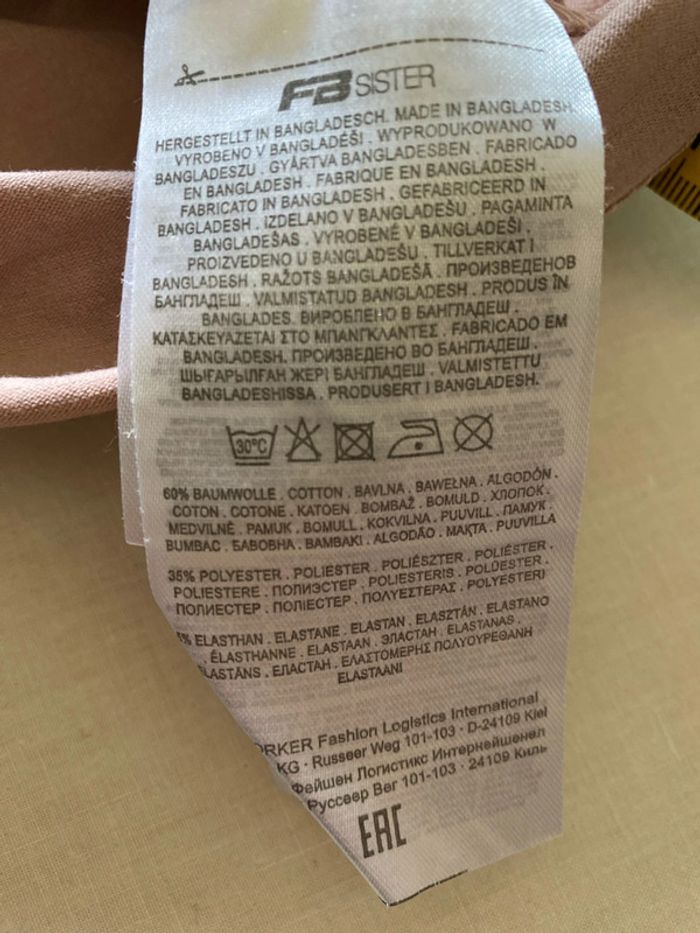 FB SISTER
HERGESTELLT IN BANGLADESCH. MADE IN BANGLADESH.
VYROBENO V BANGLADÉŠI . WYPRODUKOWANO W
BANGLADESZU . GYÁRTVA BANGLADESBEN . FABRICADO
EN BANGLADESH . FABRIQUE EN BANGLADESH .
FABRICATO IN BANGLADESH . GEFABRICEERD IN
BANGLADESH . IZDELANO V BANGLADEŠU . PAGAMINTA
BANGLADEŠAS . VYROBENÉ V BANGLADÉŠI .
PROIZVEDENO U BANGLADEŠU . TILLVERKAT I
BANGLADESH . RAŽOTS BANGLADEŠĀ . ПРОИЗВЕДЕНОВ
БАНГЛАДЕШ . VALMISTATUD BANGLADESH . PRODUS ÎN
BANGLADES. ВИРОБЛЕНО В БАНГЛАДЕШ .
ΚΑΤΑΣΚΕΥΑΖΕΤΑΙ ΣΤΟ ΜΠΑΝΓΚΛΑΝΤΕΣ . FABRICADO EM
BANGLADESH. ПРОИЗВЕДЕНО ВО БАНГЛАДЕШ .
ШЫҒАРЫЛҒАН ЖЕРІ БАНГЛАДЕШ . VALMISTETTU
BANGLADESHISSA . PRODUSERT I BANGLADESH.
30°C
60% BAUMWOLLE . COTTON . BAVLNA . BAWEŁNA . ALGODÓN .
COTON . COTONE . KATOEN . BOMBAŽ . BOMULD . ХЛОПОК .
MEDVILNĖ . PAMUK . BOMULL . KOKVILNA . PUUVILL . ПАМУК .
BUMBAC . БАВОВНА . BAMBAKI . ALGODÃO . МАҚТА . PUUVILLA
35% POLYESTER . POLIESTER . POLIÉSZTER . POLIÉSTER .
POLIESTERE . ПОЛИЭСТЕР . POLIESTERIS . POLÜESTER .
ПОЛИЕСТЕР . ПОЛІЕСТЕР . ΠΟΛΥΕΣΤΕΡΑΣ . POLYESTERI
% ELASTHAN . ELASTANE . ELASTAN . ELASZTÁN . ELASTANO
. ÉLASTHANNE . ELASTAAN . ЭЛАСТАН . ELASTANAS .
LASTĀNS . ЕЛАСТАН . ΕΛΑΣΤΟΜΕΡΗΣ ΠΟΛΥΟΥΡΕΘΑΝΗ
ELASTAANI
ORKER Fashion Logistics International
KG · Russeer Weg 101-103 · D-24109 Kiel
Фейшен Логистикс Интернейшенел
Руссеер Вег 101-103 · 24109 Киль
EAC